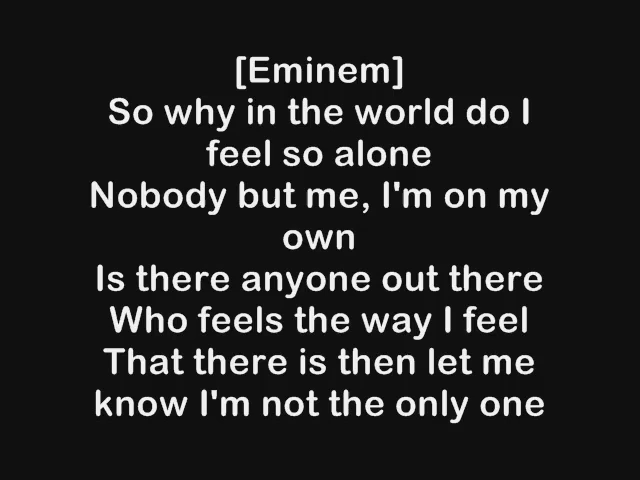 [Eminem]
So why in the world do I
feel so alone
Nobody but me, I'm on my
own
Is there anyone out there
Who feels the way I feel
That there is then let me
know I'm not the only one